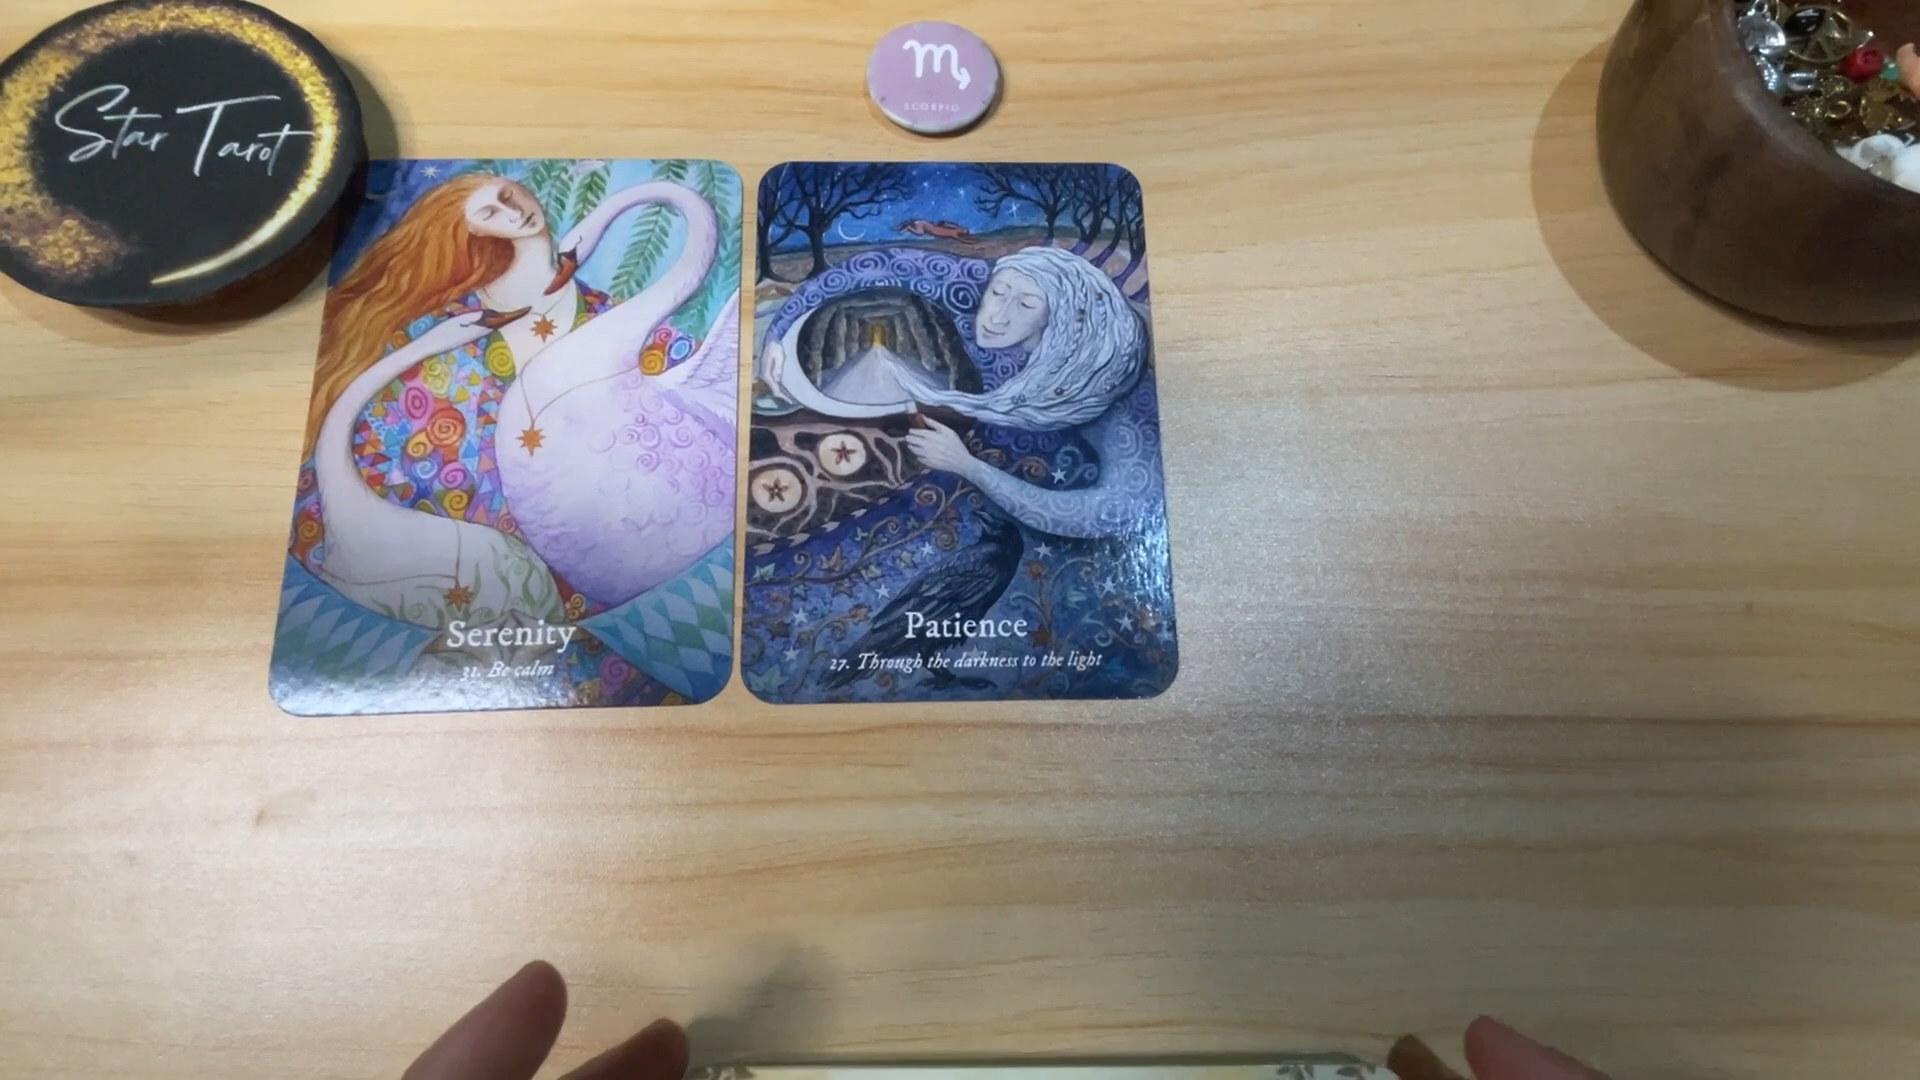 Star Tarot
SCORPIO
Serenity
31. Be calm
Patience
27. Through the darkness to the light